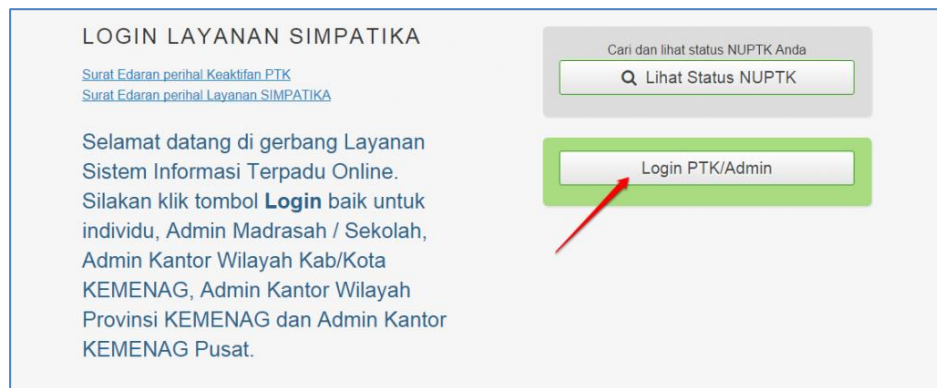 LOGIN LAYANAN SIMPATIKA
Surat Edaran perihal Keaktifan PTK
Surat Edaran perihal Layanan SIMPATIKA
Selamat datang di gerbang Layanan
Sistem Informasi Terpadu Online.
Silakan klik tombol Login baik untuk
individu, Admin Madrasah / Sekolah,
Admin Kantor Wilayah Kab/Kota
KEMENAG, Admin Kantor Wilayah
Provinsi KEMENAG dan Admin Kantor
KEMENAG Pusat.
Cari dan lihat status NUPTK Anda
Lihat Status NUPTK
Login PTK/Admin